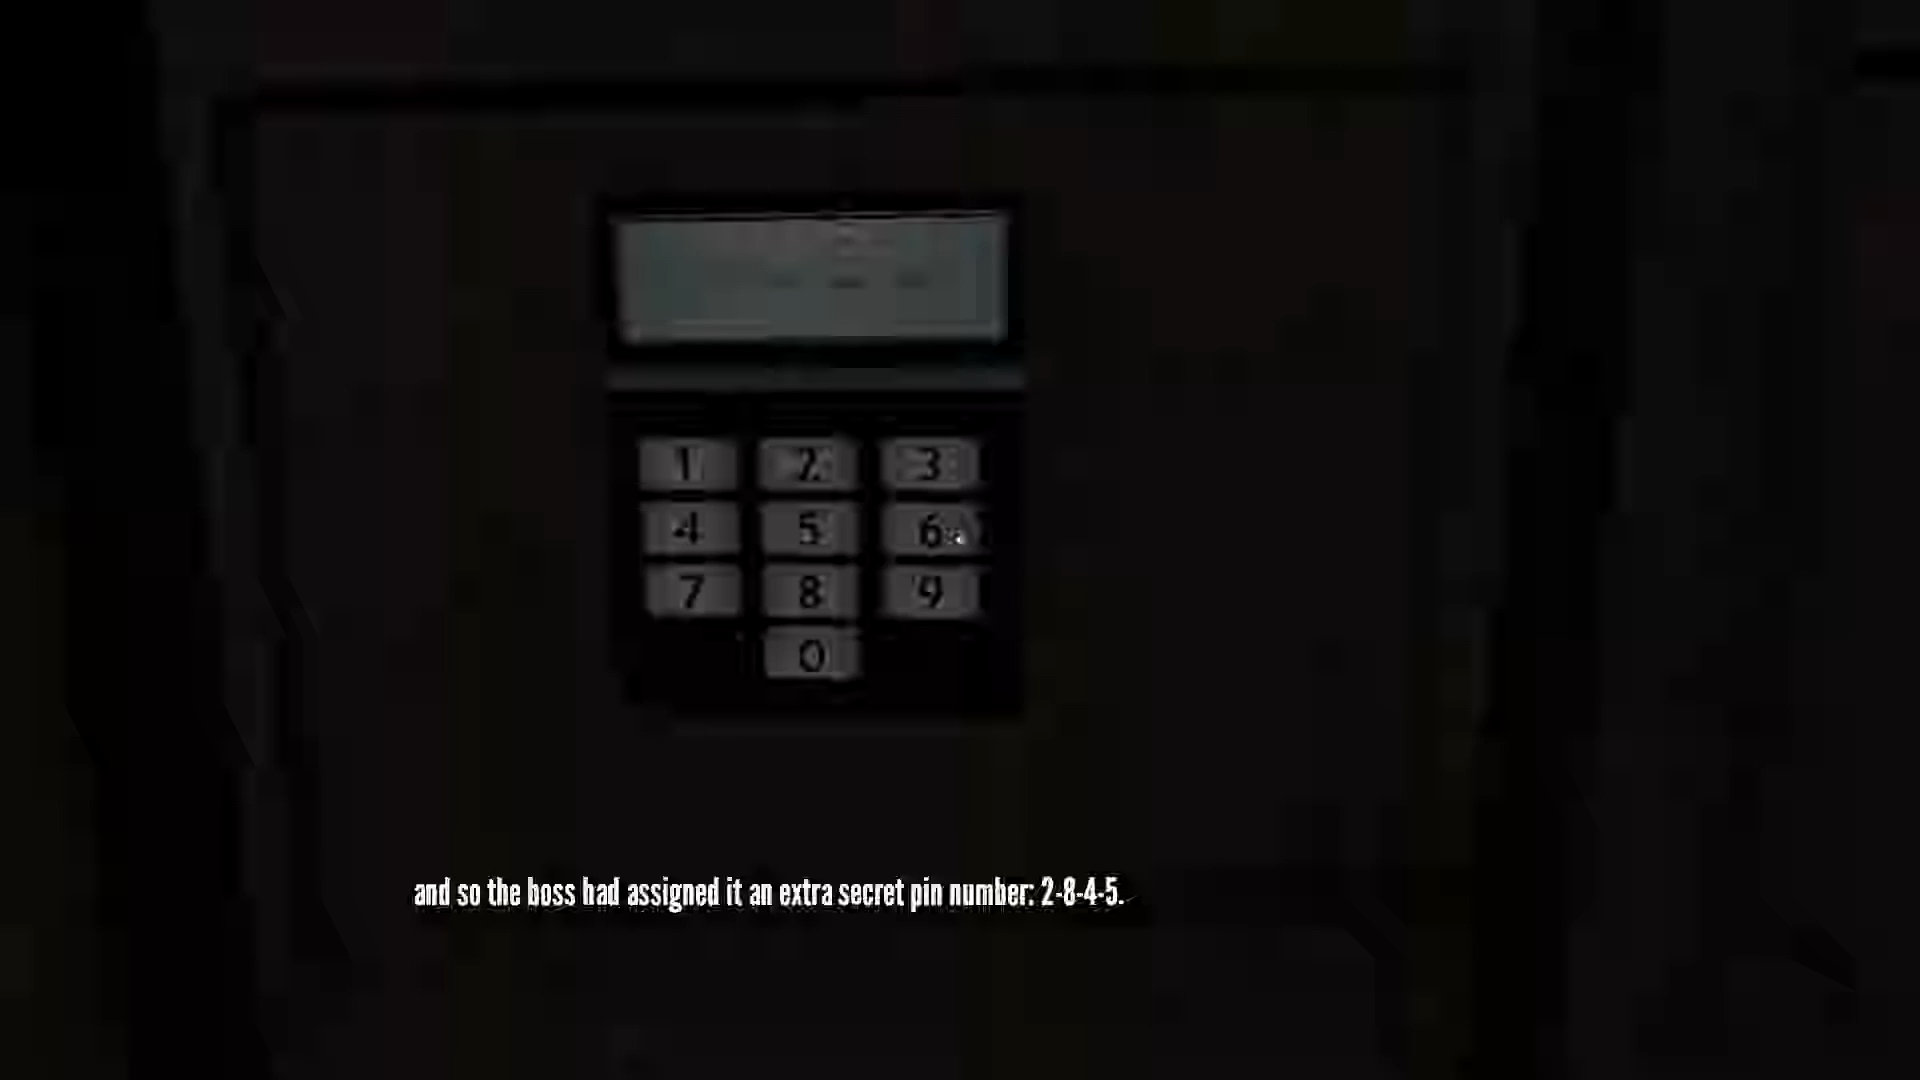 1 2 3
4 5 6
7 8 9
0
and so the boss had assigned it an extra secret pin number: 2-8-4-5.